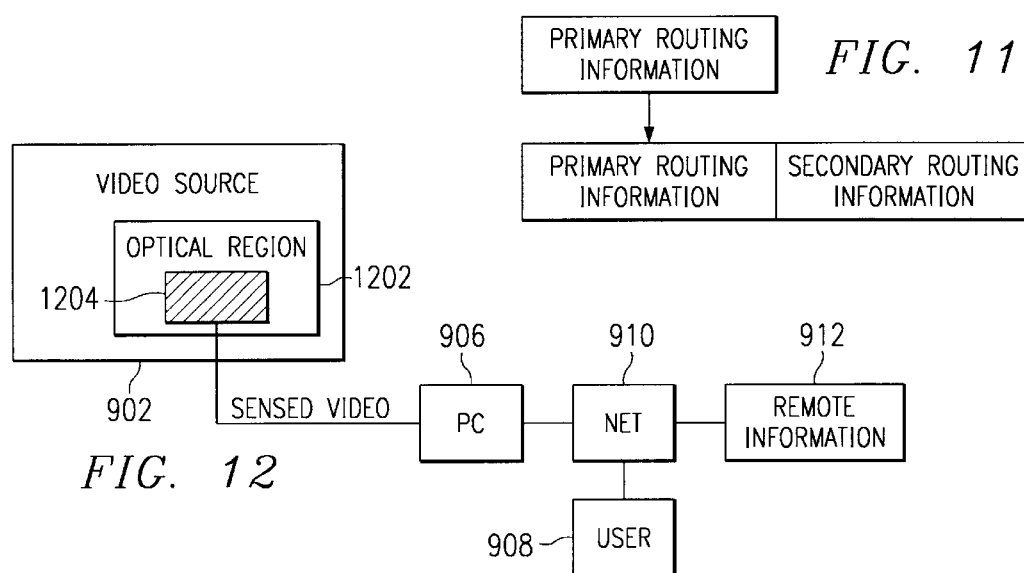 PRIMARY ROUTING
INFORMATION
FIG. 11
PRIMARY ROUTING
INFORMATION
SECONDARY ROUTING
INFORMATION
VIDEO SOURCE
OPTICAL REGION
1204
1202
902
SENSED VIDEO
906
PC
910
NET
912
REMOTE
INFORMATION
908
USER
FIG. 12